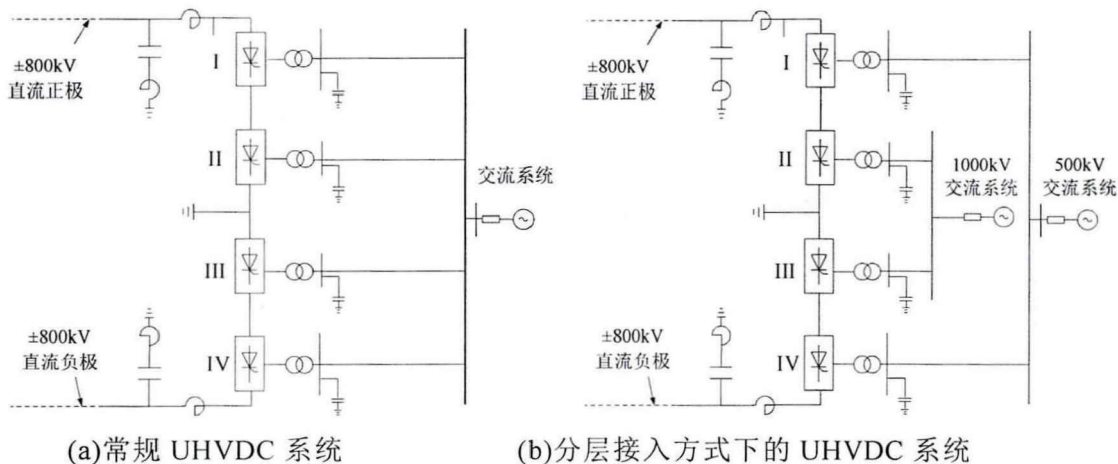 ±800kV
直流正极
I
II
III
IV
交流系统
±800kV
直流负极
(a)常规 UHVDC 系统
±800kV
直流正极
I
II
III
IV
1000kV
交流系统
500kV
交流系统
±800kV
直流负极
(b)分层接入方式下的 UHVDC 系统